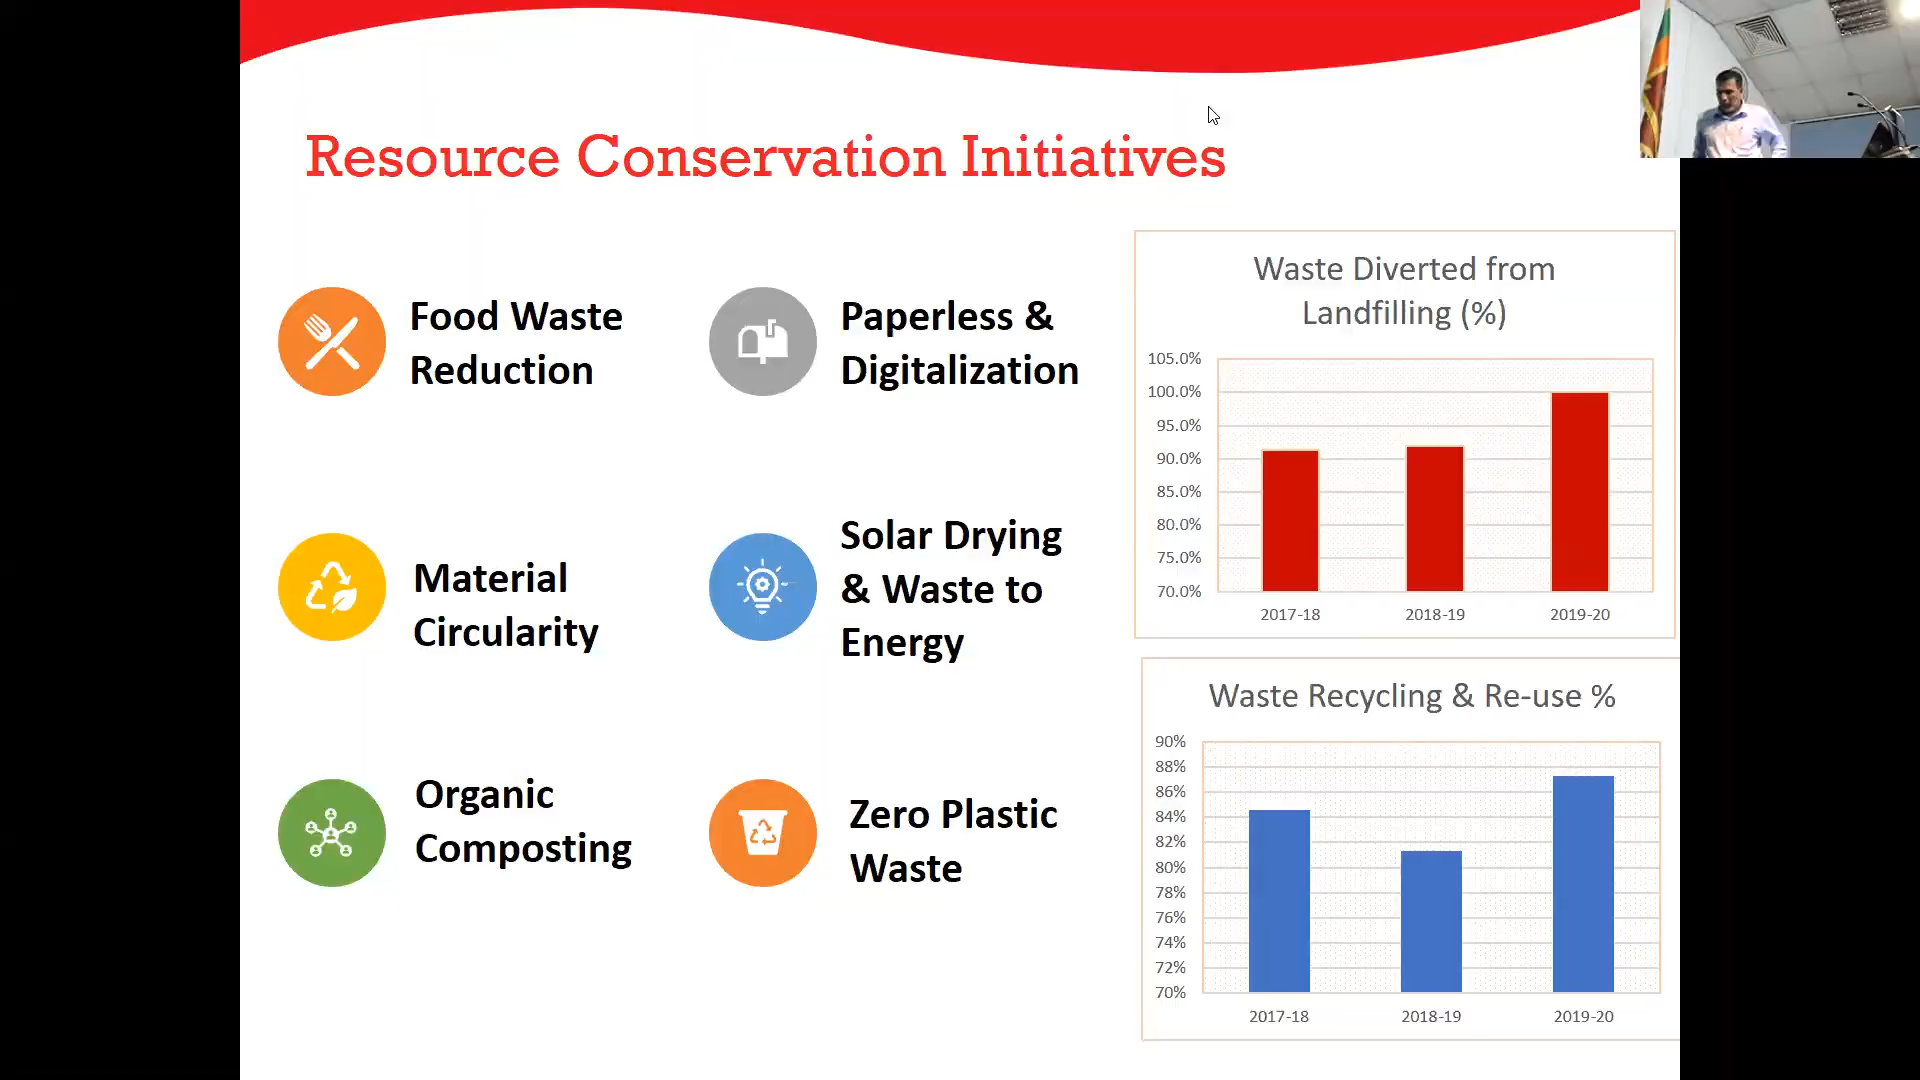 Resource Conservation Initiatives
Food Waste
Reduction
Paperless &
Digitalization
Material
Circularity
Solar Drying
& Waste to
Energy
Organic
Composting
Zero Plastic
Waste
Waste Diverted from
Landfilling (%)
105.0%
100.0%
95.0%
90.0%
85.0%
80.0%
75.0%
70.0%
2017-18 2018-19 2019-20
Waste Recycling & Re-use %
90%
88%
86%
84%
82%
80%
78%
76%
74%
72%
70%
2017-18 2018-19 2019-20